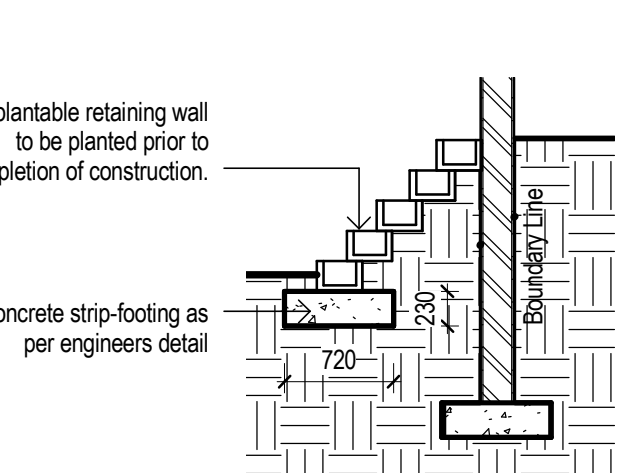 plantable retaining wall
to be planted prior to
pletion of construction.
oncrete strip-footing as
per engineers detail
720
230
Boundary Line